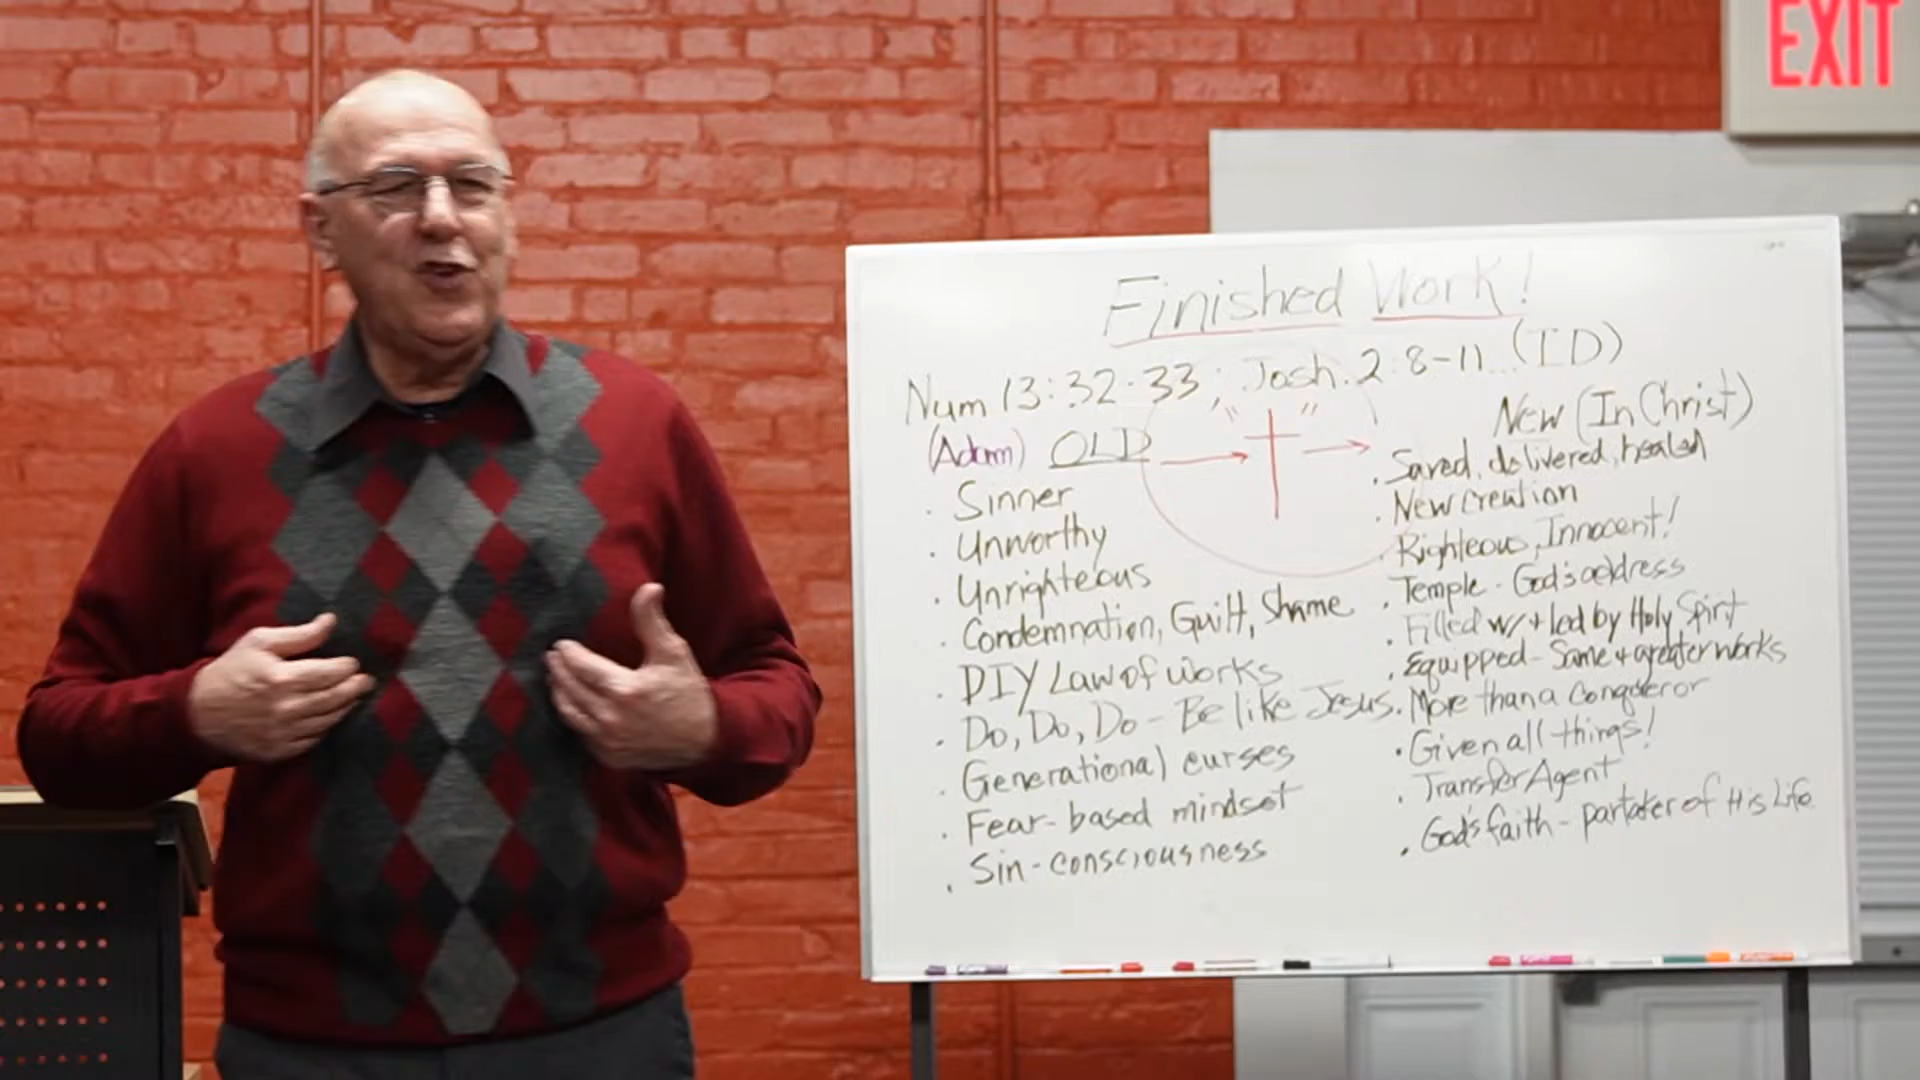 EXIT
Finished Work!
Num 13:32-33; Josh. 2:8-11... (ID)
(Adam) OLD
· Sinner
· Unworthy
· Unrighteous
· Condemnation, Guilt, Shame
· DIY Law of Works
· Do, Do, Do - Be like Jesus
· Generational curses
· Fear-based mindset
· Sin-consciousness
New (In Christ)
· Saved, delivered, healed
· New creation
· Righteous, Innocent!
· Temple - God's address
· Filled w/ + led by Holy Spirit
· Equipped - Same + greater works
· More than a conqueror
· Given all things!
· Transfer Agent
· God's faith - partaker of His Life